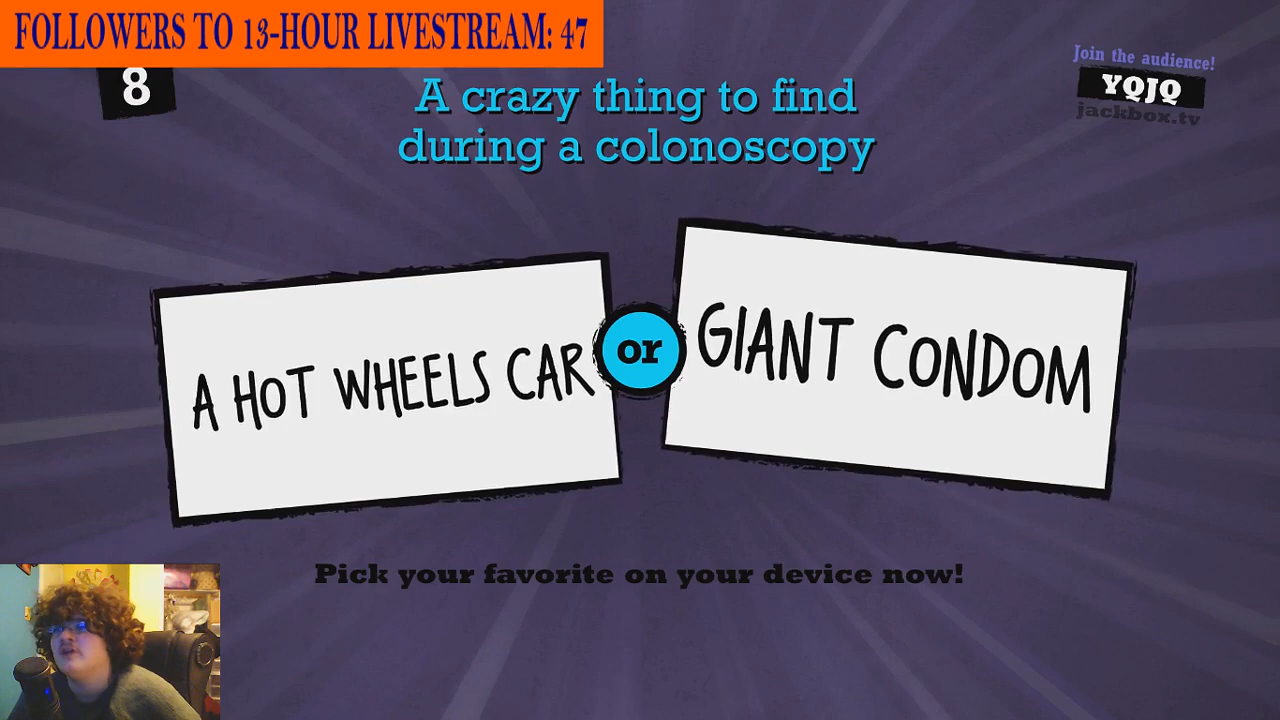 FOLLOWERS TO 13-HOUR LIVESTREAM: 47
8
Join the audience!
YQJQ
jackbox.tv
A crazy thing to find
during a colonoscopy
A HOT WHEELS CAR
or
GIANT CONDOM
Pick your favorite on your device now!